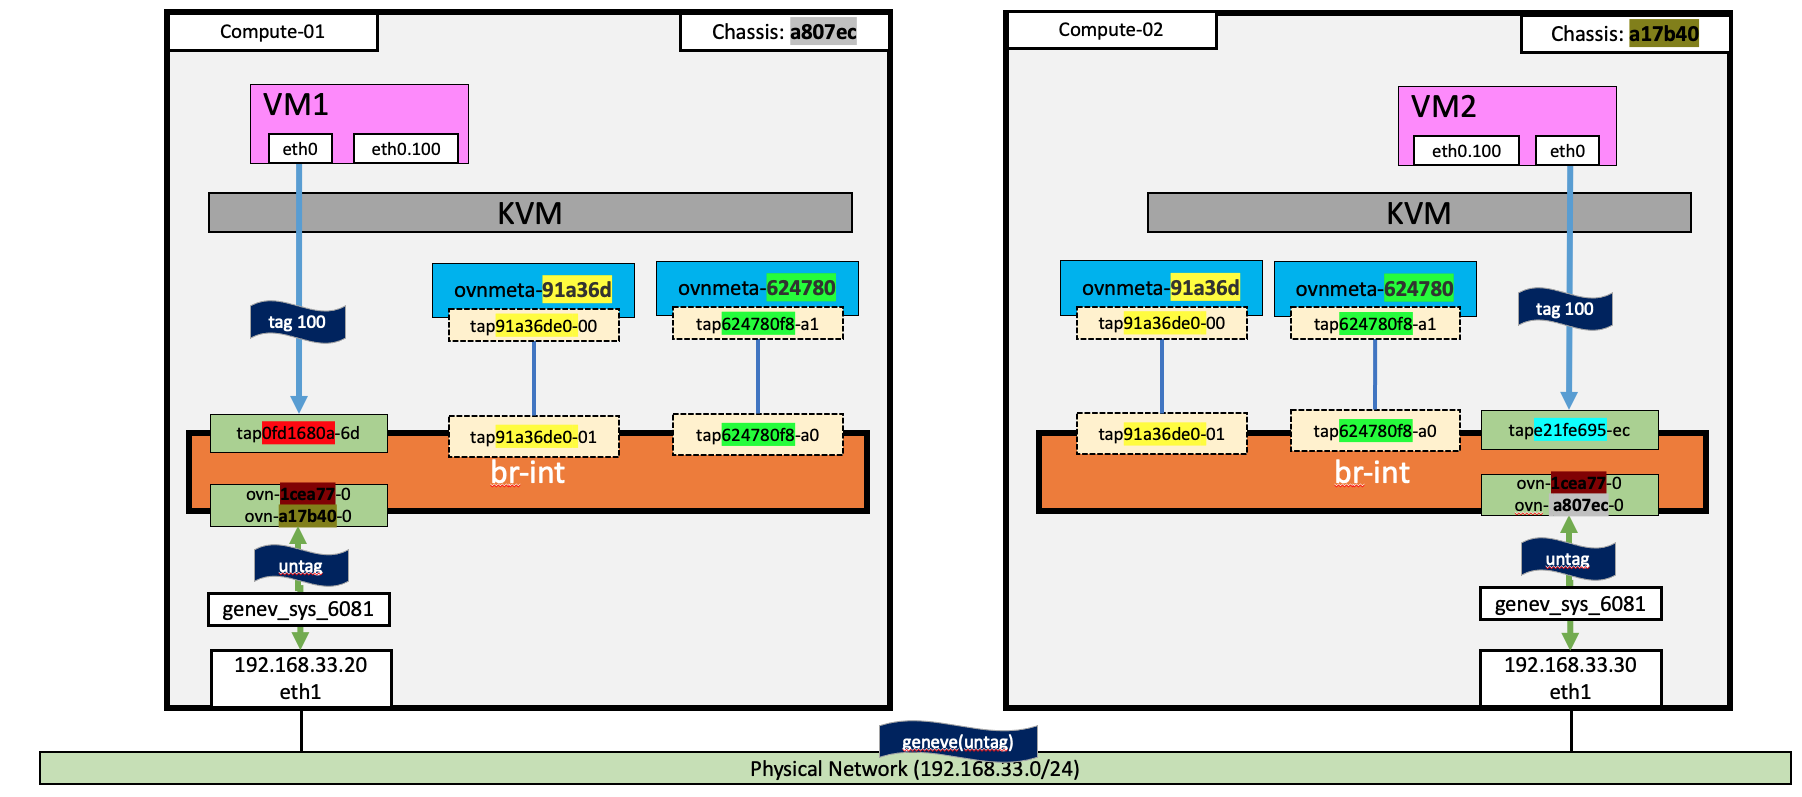 Compute-01
Chassis: a807ec
VM1
eth0
eth0.100
KVM
tag 100
ovnmeta-91a36d
tap91a36de0-00
ovnmeta-624780
tap624780f8-a1
tap0fd1680a-6d
tap91a36de0-01
tap624780f8-a0
br-int
ovn-1cea77-0
ovn-a17b40-0
untag
genev_sys_6081
192.168.33.20
eth1
Compute-02
Chassis: a17b40
VM2
eth0.100
eth0
KVM
ovnmeta-91a36d
tap91a36de0-00
ovnmeta-624780
tap624780f8-a1
tag 100
tap91a36de0-01
tap624780f8-a0
tape21fe695-ec
br-int
ovn-1cea77-0
ovn- a807ec-0
untag
genev_sys_6081
192.168.33.30
eth1
geneve(untag)
Physical Network (192.168.33.0/24)